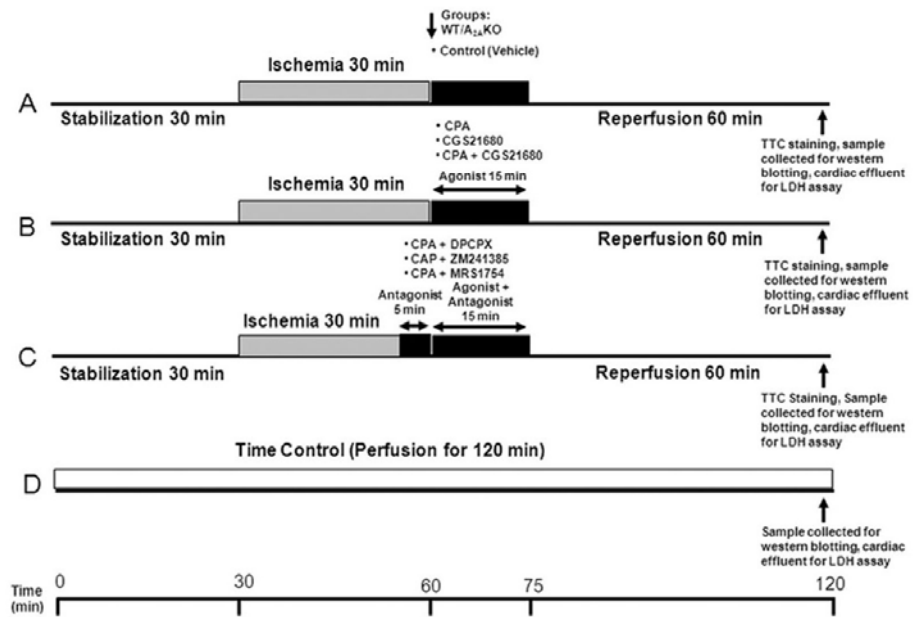 Groups:
WT/A₂ₐKO
• Control (Vehicle)
Ischemia 30 min
A
Stabilization 30 min
Reperfusion 60 min
TTC staining, sample
collected for western
blotting, cardiac effluent
for LDH assay
• CPA
• CGS21680
• CPA + CGS21680
Agonist 15 min
Ischemia 30 min
B
Stabilization 30 min
Reperfusion 60 min
TTC staining, sample
collected for western
blotting, cardiac effluent
for LDH assay
• CPA + DPCPX
• CAP + ZM241385
• CPA + MRS1754
Agonist +
Antagonist
15 min
Antagonist
5 min
Ischemia 30 min
C
Stabilization 30 min
Reperfusion 60 min
TTC Staining, Sample
collected for western
blotting, cardiac effluent
for LDH assay
Time Control (Perfusion for 120 min)
D
Sample collected for
western blotting, cardiac
effluent for LDH assay
Time
(min)
0 30 60 75 120